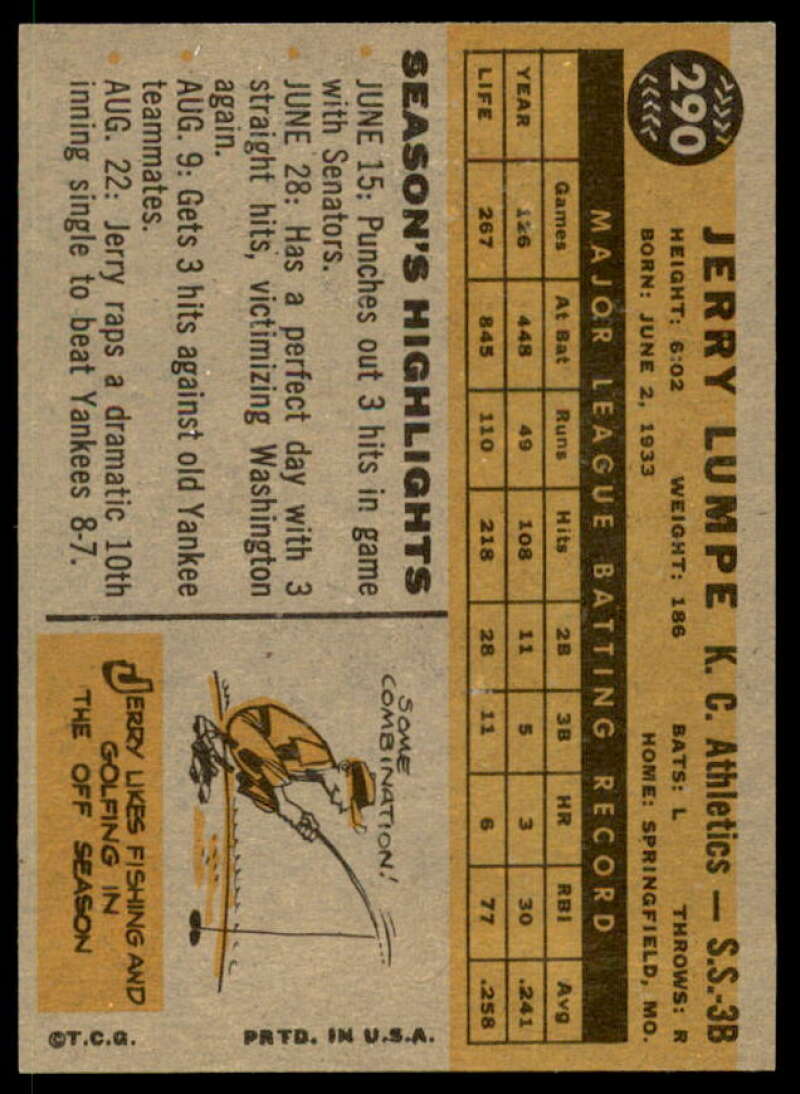 290
JERRY LUMPE K. C. Athletics — S.S.-3B
HEIGHT: 6:02 WEIGHT: 186 BATS: L THROWS: R
BORN: JUNE 2, 1933 HOME: SPRINGFIELD, MO.
MAJOR LEAGUE BATTING RECORD
Games At Bat Runs Hits 2B 3B HR RBI Avg
YEAR 126 448 49 108 11 5 3 30 .241
LIFE 267 845 110 218 28 11 6 77 .258
SEASON'S HIGHLIGHTS
• JUNE 15: Punches out 3 hits in game
with Senators.
• JUNE 28: Has a perfect day with 3
straight hits, victimizing Washington
again.
• AUG. 9: Gets 3 hits against old Yankee
teammates.
• AUG. 22: Jerry raps a dramatic 10th
inning single to beat Yankees 8-7.
SOME
COMBINATION!
JERRY LIKES FISHING AND
GOLFING IN
THE OFF SEASON
©T.C.G. PRTD. IN U.S.A.